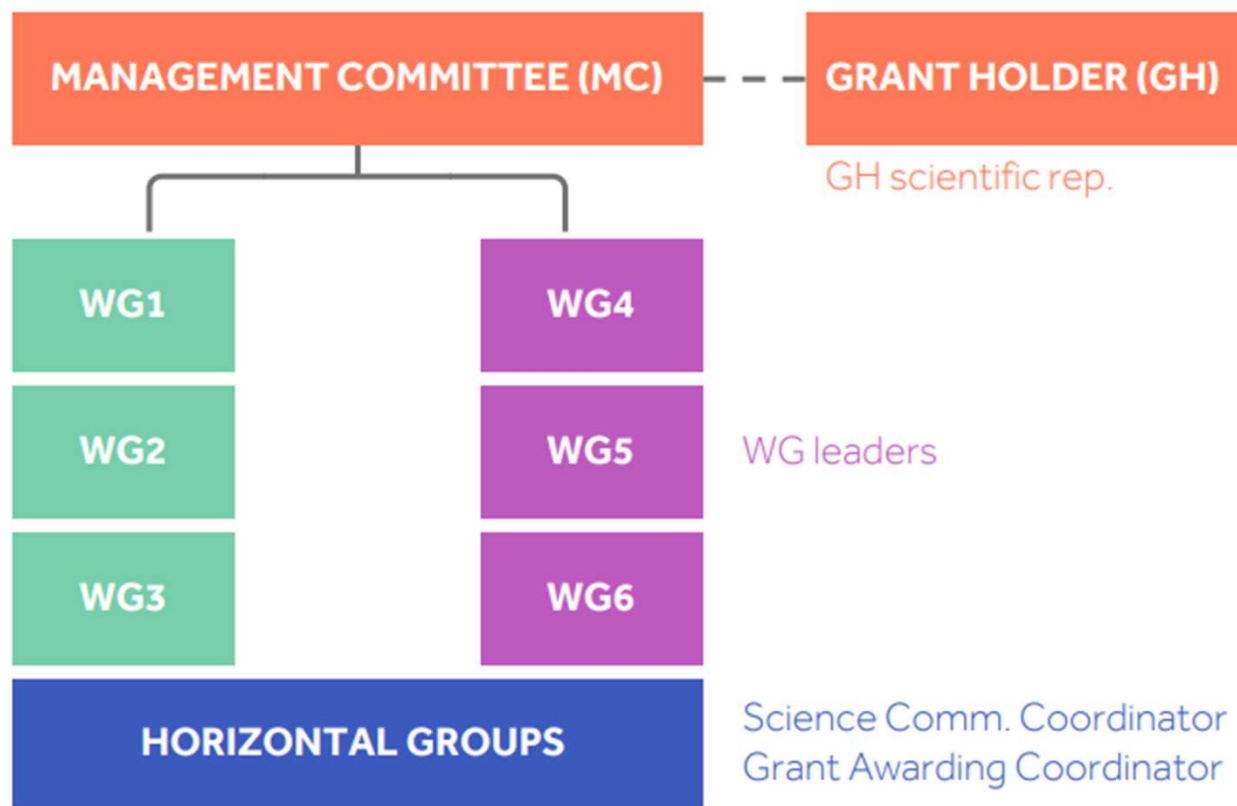 MANAGEMENT COMMITTEE (MC)
GRANT HOLDER (GH)
GH scientific rep.
WG1
WG4
WG2
WG5
WG leaders
WG3
WG6
HORIZONTAL GROUPS
Science Comm. Coordinator
Grant Awarding Coordinator